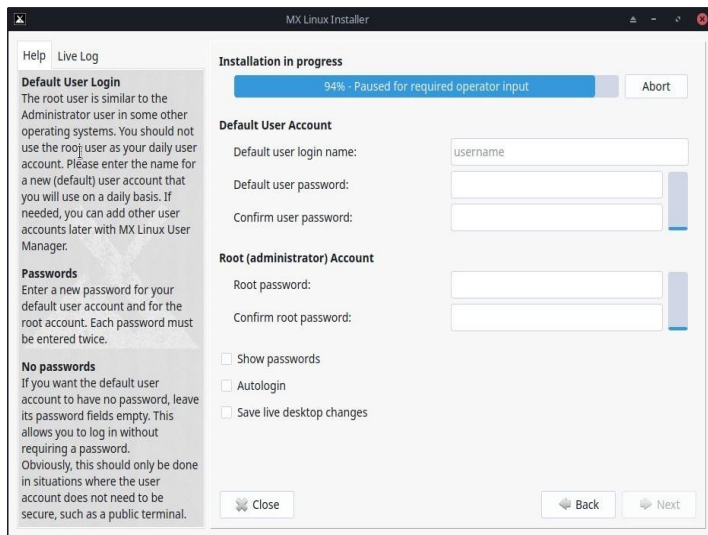 MX Linux Installer
Help
Live Log
Default User Login
The root user is similar to the
Administrator user in some other
operating systems. You should not
use the root user as your daily user
account. Please enter the name for
a new (default) user account that
you will use on a daily basis. If
needed, you can add other user
accounts later with MX Linux User
Manager.
Passwords
Enter a new password for your
default user account and for the
root account. Each password must
be entered twice.
No passwords
If you want the default user
account to have no password, leave
its password fields empty. This
allows you to log in without
requiring a password.
Obviously, this should only be done
in situations where the user
account does not need to be
secure, such as a public terminal.
Installation in progress
94% - Paused for required operator input
Abort
Default User Account
Default user login name:
username
Default user password:
Confirm user password:
Root (administrator) Account
Root password:
Confirm root password:
Show passwords
Autologin
Save live desktop changes
Close
Back
Next